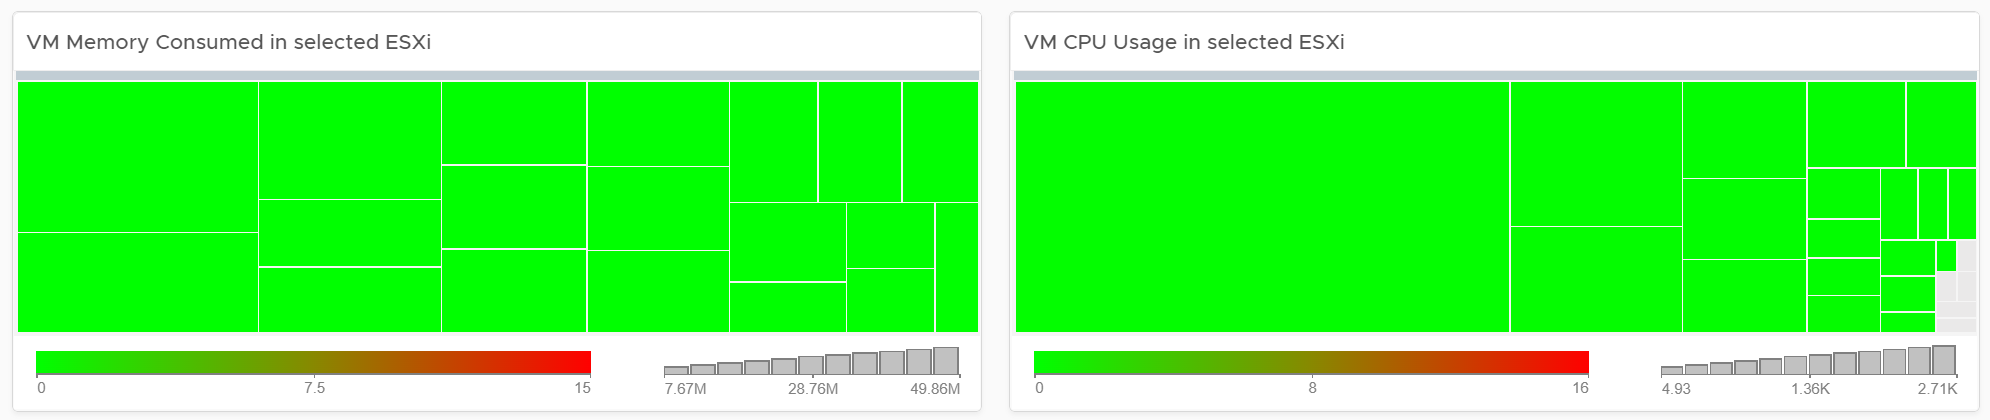 VM Memory Consumed in selected ESXi
0 7.5 15
7.67M 28.76M 49.86M
VM CPU Usage in selected ESXi
0 8 16
4.93 1.36K 2.71K